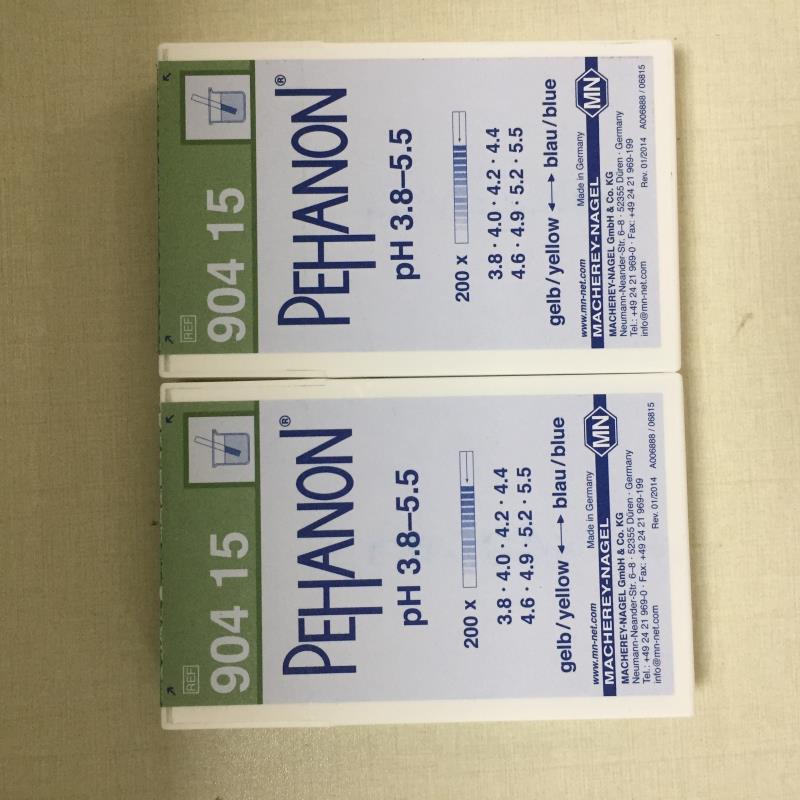 REF
904 15
PEHANON®
pH 3.8–5.5
200 x
3.8 · 4.0 · 4.2 · 4.4
4.6 · 4.9 · 5.2 · 5.5
gelb/yellow ⟷ blau/blue
www.mn-net.com Made in Germany
MACHEREY-NAGEL MN
MACHEREY-NAGEL GmbH & Co. KG
Neumann-Neander-Str. 6–8 · 52355 Düren · Germany
Tel.: +49 24 21 969-0 · Fax: +49 24 21 969-199
info@mn-net.com Rev. 01/2014 A006888 / 06815
REF
904 15
PEHANON®
pH 3.8–5.5
200 x
3.8 · 4.0 · 4.2 · 4.4
4.6 · 4.9 · 5.2 · 5.5
gelb/yellow ⟷ blau/blue
www.mn-net.com Made in Germany
MACHEREY-NAGEL MN
MACHEREY-NAGEL GmbH & Co. KG
Neumann-Neander-Str. 6–8 · 52355 Düren · Germany
Tel.: +49 24 21 969-0 · Fax: +49 24 21 969-199
info@mn-net.com Rev. 01/2014 A006888 / 06815